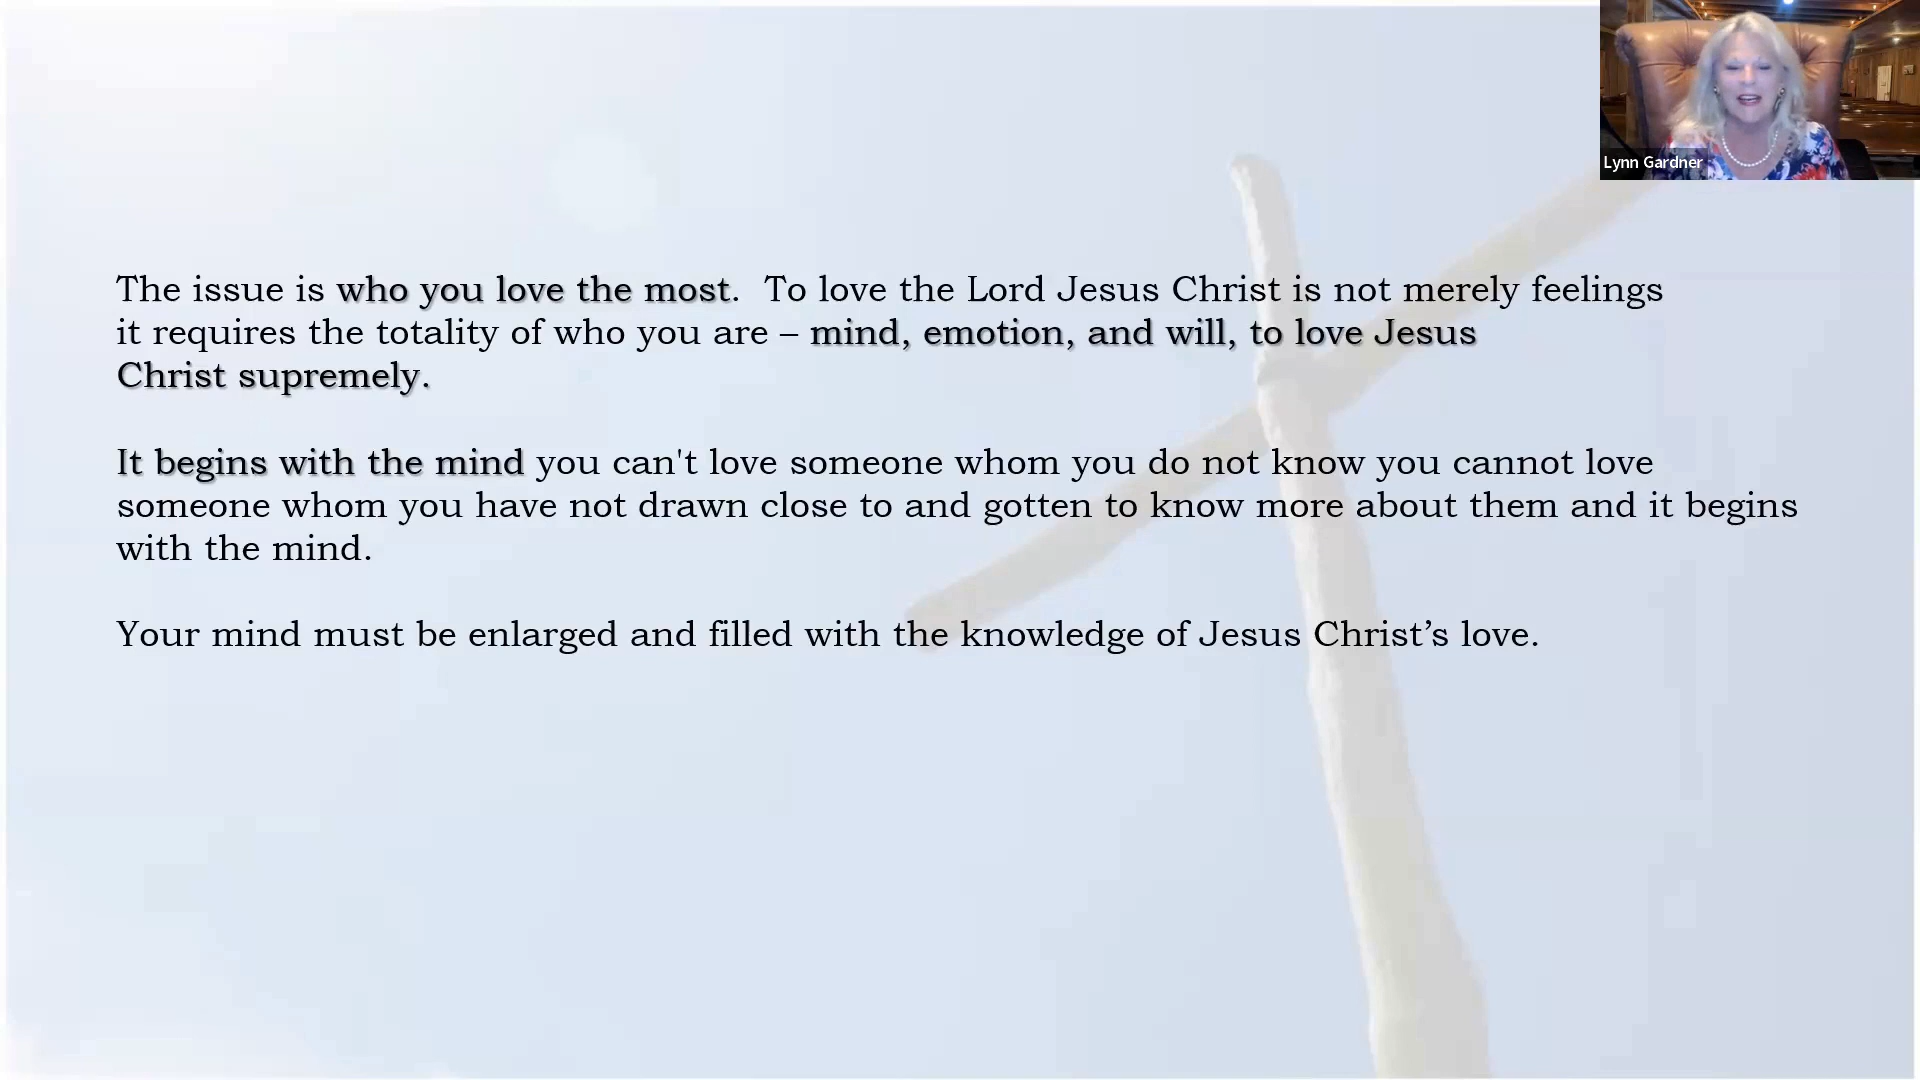 Lynn Gardner
The issue is who you love the most.  To love the Lord Jesus Christ is not merely feelings
it requires the totality of who you are – mind, emotion, and will, to love Jesus
Christ supremely.
It begins with the mind you can't love someone whom you do not know you cannot love
someone whom you have not drawn close to and gotten to know more about them and it begins
with the mind.
Your mind must be enlarged and filled with the knowledge of Jesus Christ’s love.